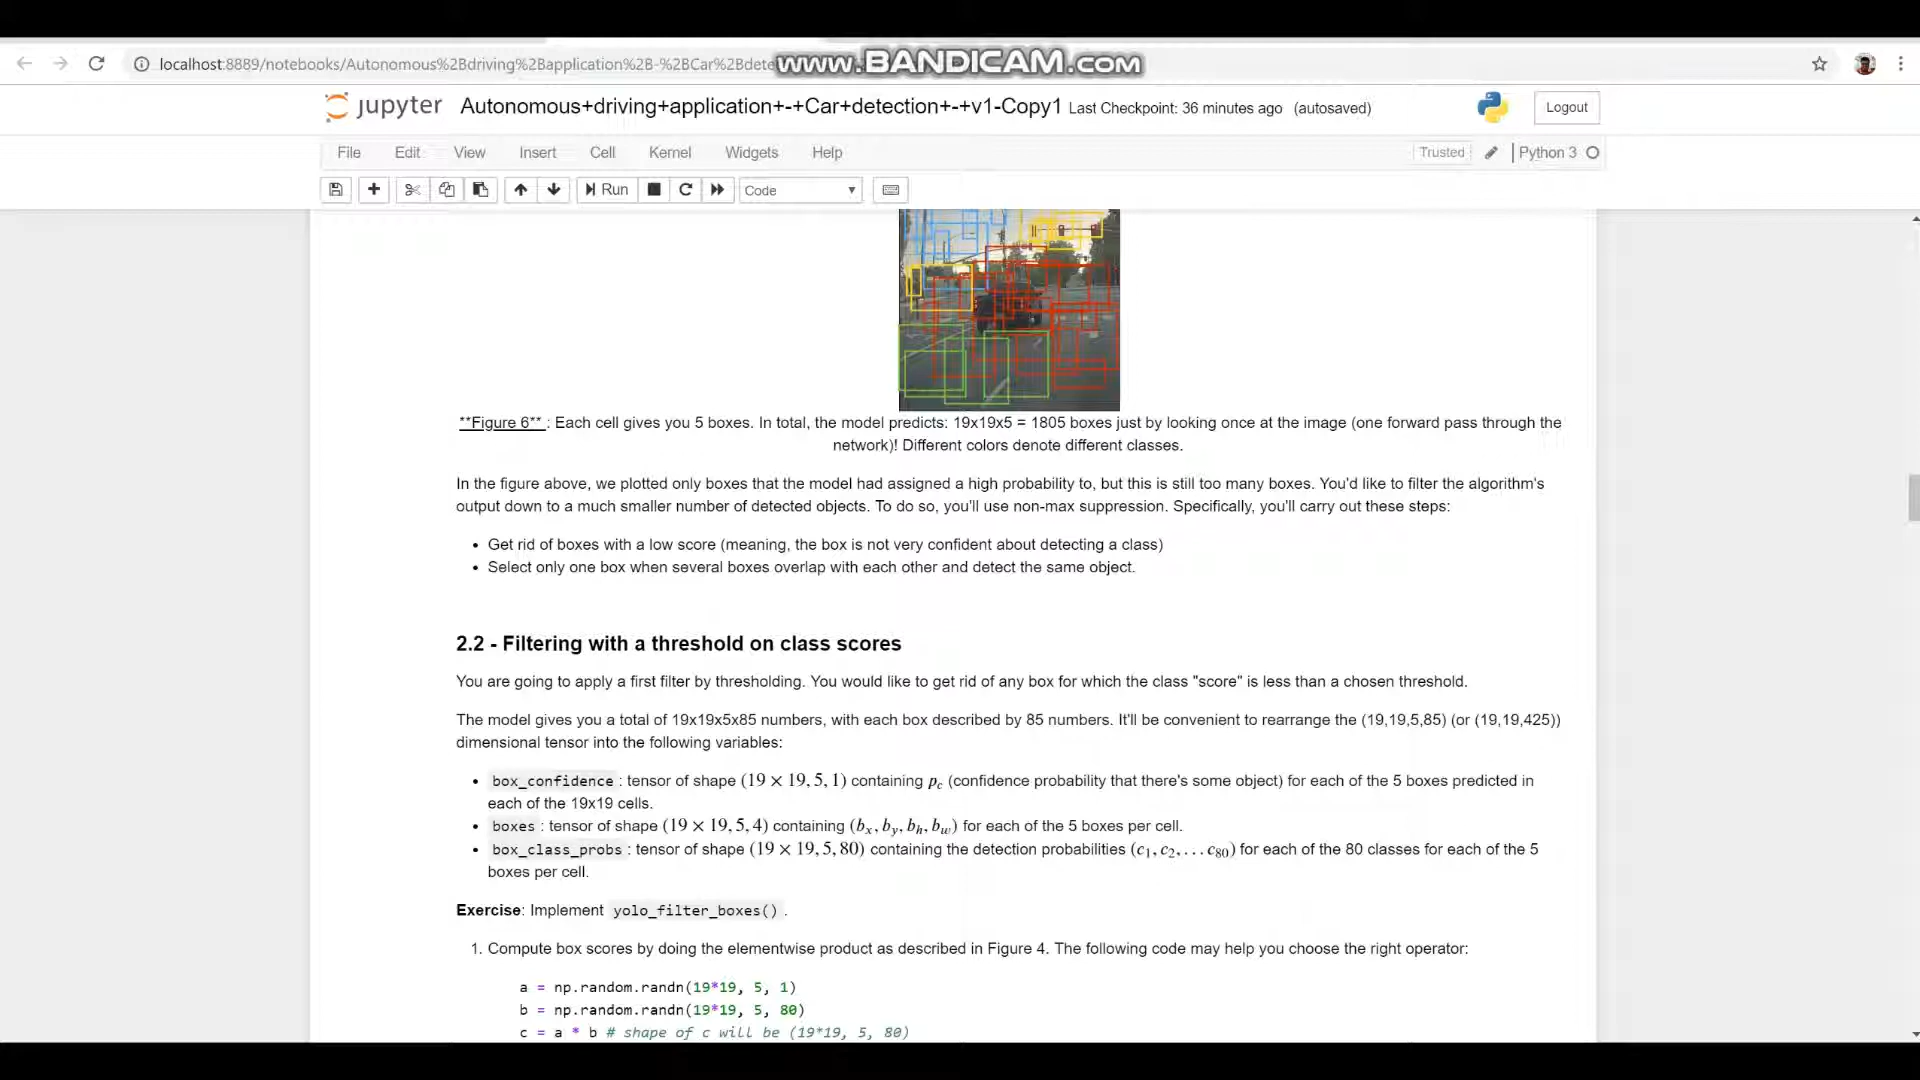 www.BANDICAM.com
localhost:8889/notebooks/Autonomous%2Bdriving%2Bapplication%2B-%2BCar%2Bdete
jupyter Autonomous+driving+application+-+Car+detection+-+v1-Copy1 Last Checkpoint: 36 minutes ago (autosaved) Logout
File Edit View Insert Cell Kernel Widgets Help Trusted Python 3
Run Code
**Figure 6** : Each cell gives you 5 boxes. In total, the model predicts: 19x19x5 = 1805 boxes just by looking once at the image (one forward pass through the
network)! Different colors denote different classes.
In the figure above, we plotted only boxes that the model had assigned a high probability to, but this is still too many boxes. You'd like to filter the algorithm's
output down to a much smaller number of detected objects. To do so, you'll use non-max suppression. Specifically, you'll carry out these steps:
• Get rid of boxes with a low score (meaning, the box is not very confident about detecting a class)
• Select only one box when several boxes overlap with each other and detect the same object.
2.2 - Filtering with a threshold on class scores
You are going to apply a first filter by thresholding. You would like to get rid of any box for which the class "score" is less than a chosen threshold.
The model gives you a total of 19x19x5x85 numbers, with each box described by 85 numbers. It'll be convenient to rearrange the (19,19,5,85) (or (19,19,425))
dimensional tensor into the following variables:
• box_confidence : tensor of shape (19 × 19, 5, 1) containing p_c (confidence probability that there's some object) for each of the 5 boxes predicted in
each of the 19x19 cells.
• boxes : tensor of shape (19 × 19, 5, 4) containing (b_x, b_y, b_h, b_w) for each of the 5 boxes per cell.
• box_class_probs : tensor of shape (19 × 19, 5, 80) containing the detection probabilities (c_1, c_2, . . . c_80) for each of the 80 classes for each of the 5
boxes per cell.
Exercise: Implement yolo_filter_boxes() .
1. Compute box scores by doing the elementwise product as described in Figure 4. The following code may help you choose the right operator:
a = np.random.randn(19*19, 5, 1)
b = np.random.randn(19*19, 5, 80)
c = a * b # shape of c will be (19*19, 5, 80)